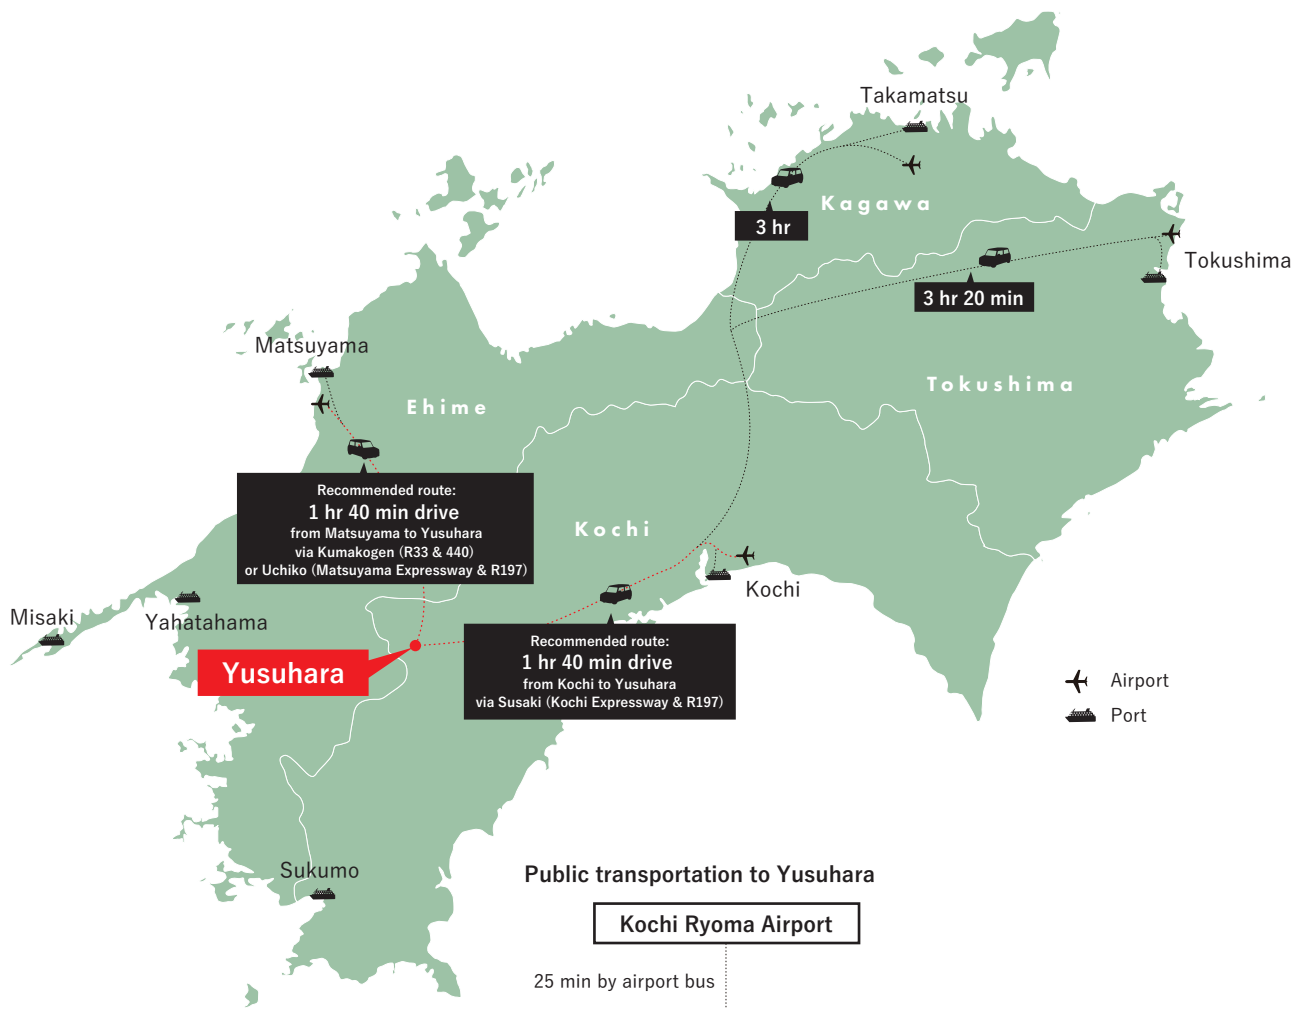 Takamatsu
Kagawa
3 hr
Tokushima
3 hr 20 min
Matsuyama
Tokushima
Ehime
Recommended route:
1 hr 40 min drive
from Matsuyama to Yusuhara
via Kumakogen (R33 & 440)
or Uchiko (Matsuyama Expressway & R197)
Kochi
Kochi
Misaki
Yahatahama
Yusuhara
Recommended route:
1 hr 40 min drive
from Kochi to Yusuhara
via Susaki (Kochi Expressway & R197)
Airport
Port
Sukumo
Public transportation to Yusuhara
Kochi Ryoma Airport
25 min by airport bus